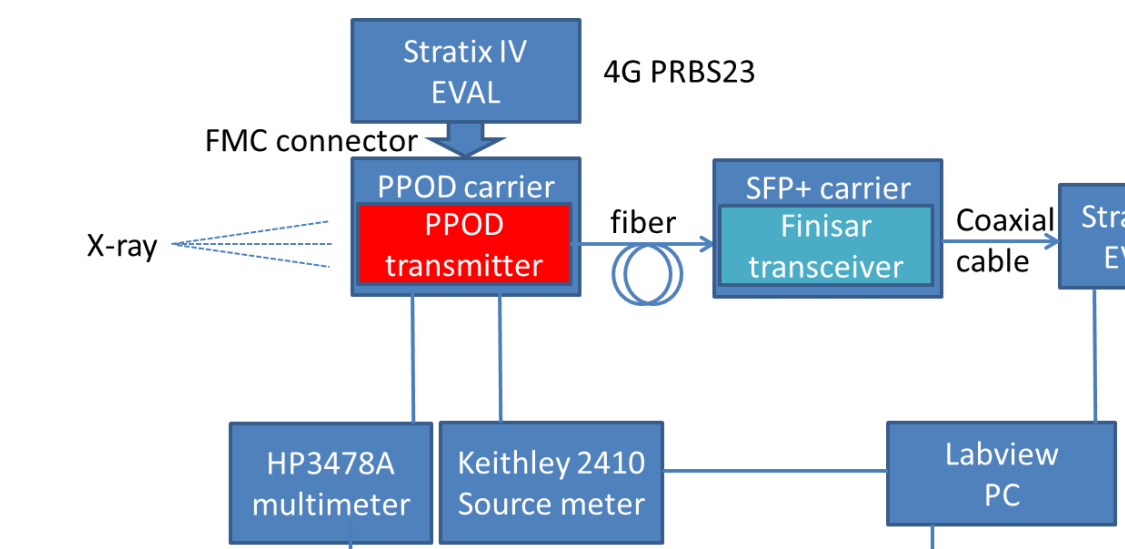 Stratix IV
EVAL
4G PRBS23
FMC connector
PPOD carrier
PPOD
transmitter
X-ray
fiber
SFP+ carrier
Finisar
transceiver
Coaxial
cable
HP3478A
multimeter
Keithley 2410
Source meter
Labview
PC